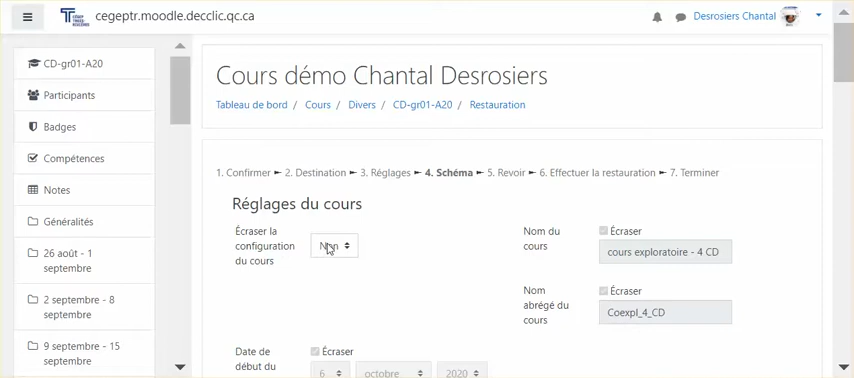 cegeptr.moodle.decclic.qc.ca
Desrosiers Chantal
CD-gr01-A20
Participants
Badges
Compétences
Notes
Généralités
26 août - 1
septembre
2 septembre - 8
septembre
9 septembre - 15
septembre
Cours démo Chantal Desrosiers
Tableau de bord / Cours / Divers / CD-gr01-A20 / Restauration
1. Confirmer ► 2. Destination ► 3. Réglages ► 4. Schéma ► 5. Revoir ► 6. Effectuer la restauration ► 7. Terminer
Réglages du cours
Écraser la
configuration
du cours
Non
Nom du
cours
Écraser
cours exploratoire - 4 CD
Nom
abrégé du
cours
Écraser
Coexpl_4_CD
Date de
début du
Écraser
6 octobre 2020